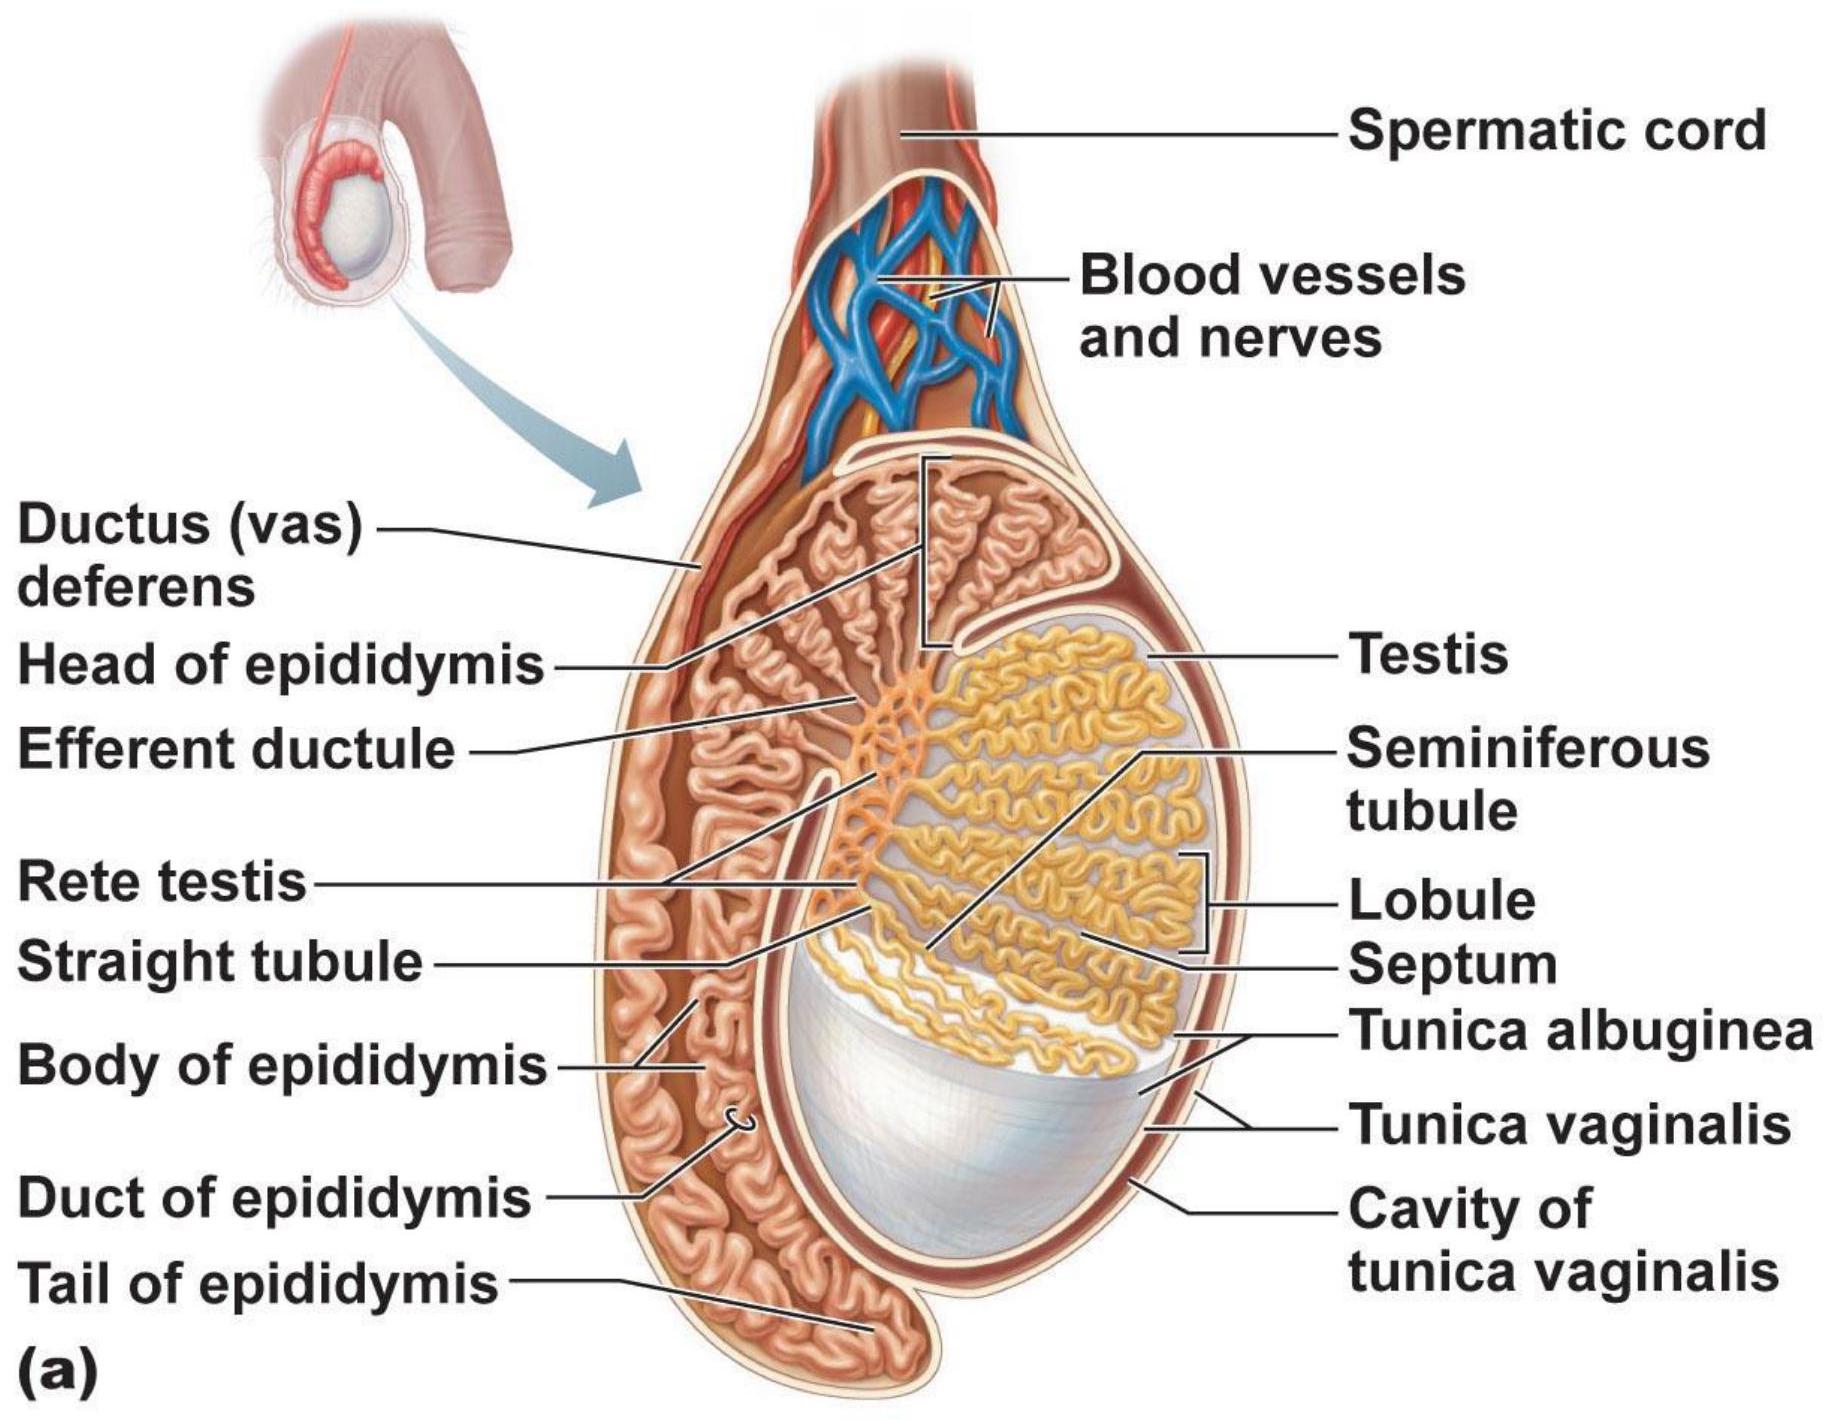 Spermatic cord
Blood vessels
and nerves
Ductus (vas)
deferens
Head of epididymis
Efferent ductule
Rete testis
Straight tubule
Body of epididymis
Duct of epididymis
Tail of epididymis
(a)
Testis
Seminiferous
tubule
Lobule
Septum
Tunica albuginea
Tunica vaginalis
Cavity of
tunica vaginalis